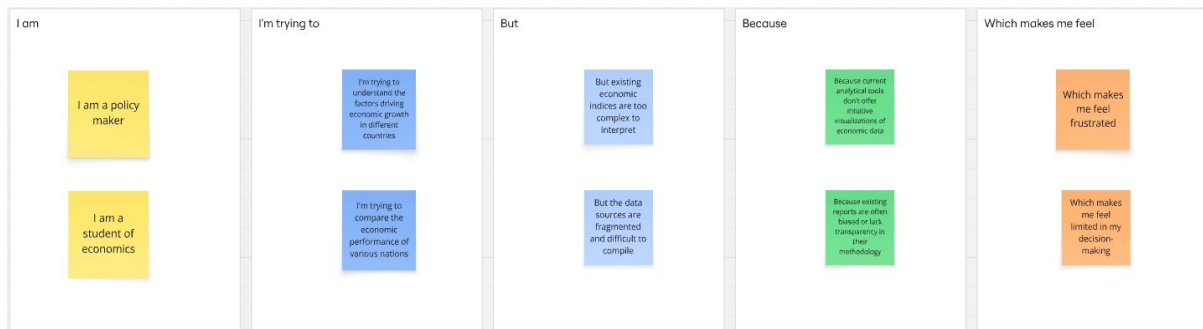 I am
I'm trying to
But
Because
Which makes me feel
I am a policy
maker
I'm trying to
understand the
factors driving
economic growth
in different
countries
But existing
economic
indices are too
complex to
interpret
Because current
analytical tools
don't offer
intuitive
visualizations of
economic data
Which makes
me feel
frustrated
I am a
student of
economics
I'm trying to
compare the
economic
performance of
various nations
But the data
sources are
fragmented
and difficult to
compile
Because existing
reports are often
biased or lack
transparency in
their
methodology
Which makes
me feel
limited in my
decision-
making